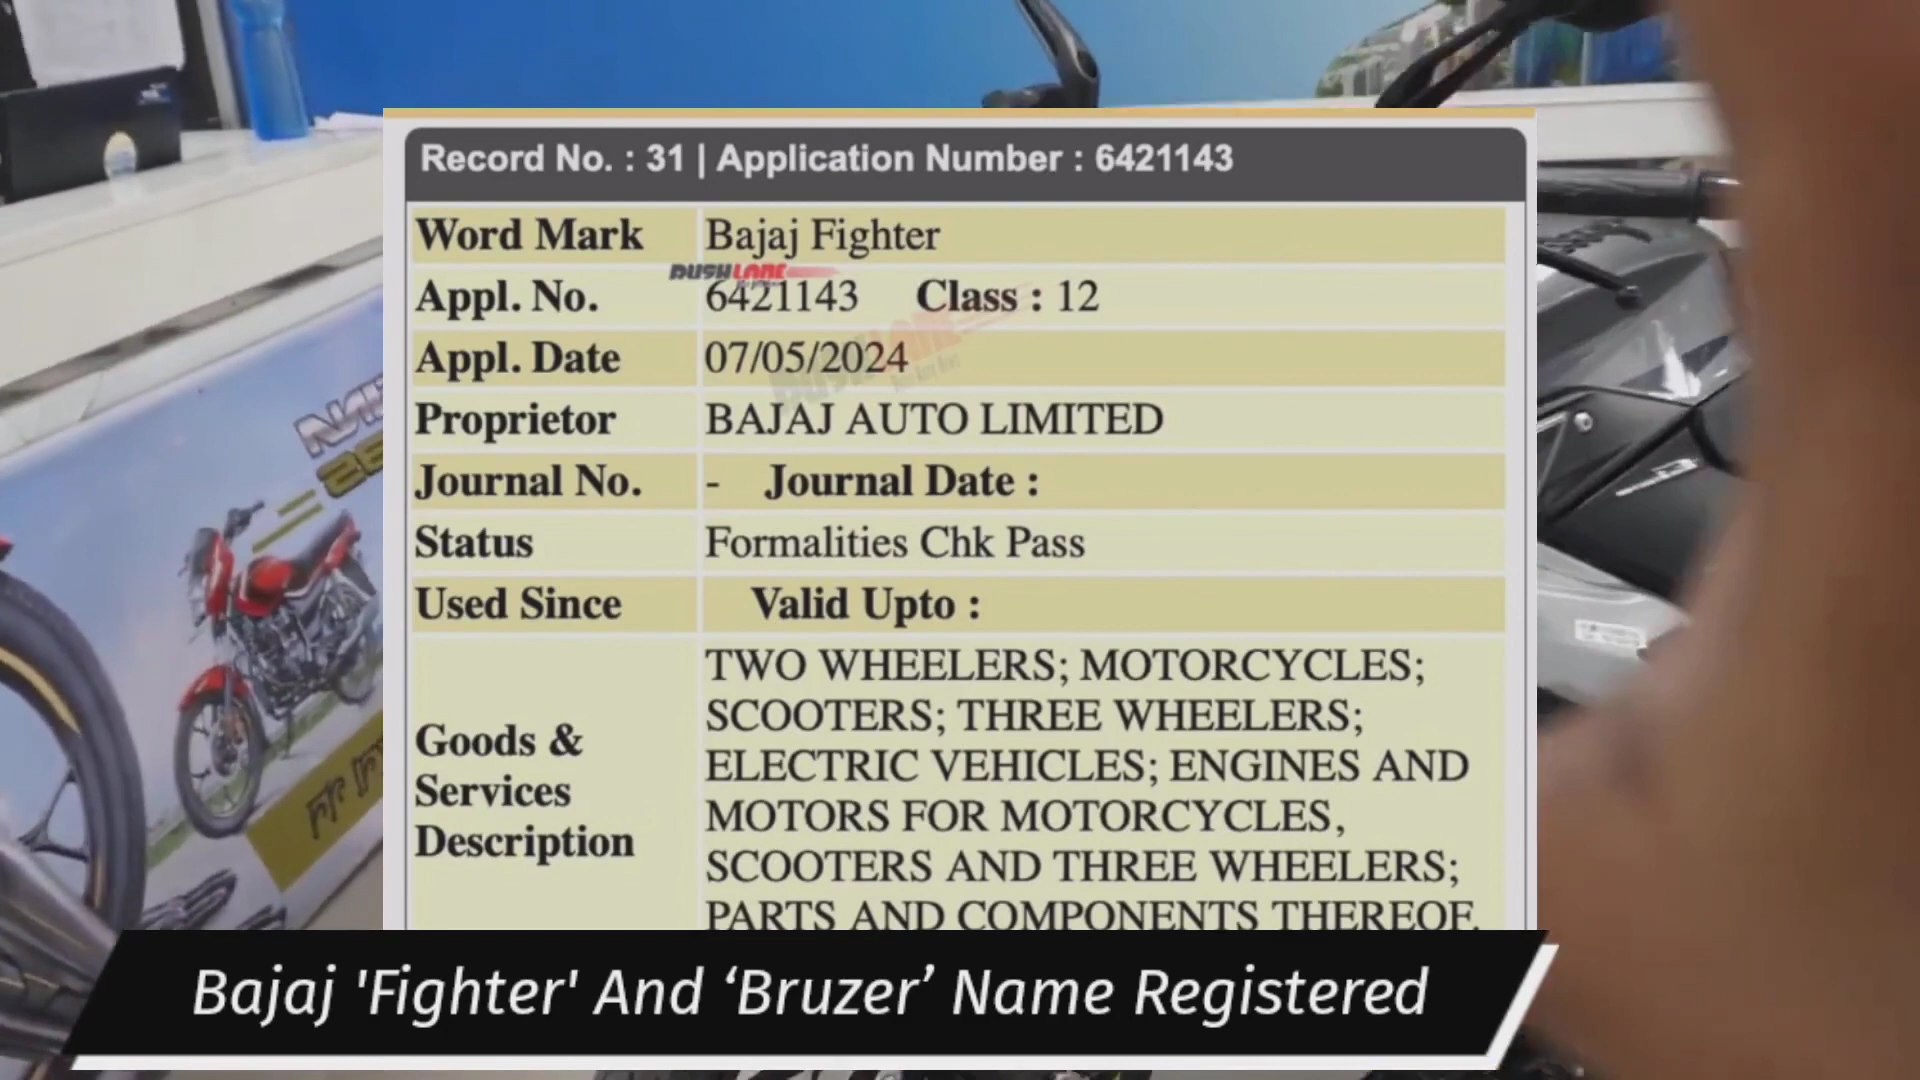 Record No. : 31 | Application Number : 6421143
Word Mark Bajaj Fighter
RUSHLANE
Appl. No. 6421143 Class : 12
Appl. Date 07/05/2024
Proprietor BAJAJ AUTO LIMITED
Journal No. - Journal Date :
Status Formalities Chk Pass
Used Since Valid Upto :
Goods & Services Description
TWO WHEELERS; MOTORCYCLES;
SCOOTERS; THREE WHEELERS;
ELECTRIC VEHICLES; ENGINES AND
MOTORS FOR MOTORCYCLES,
SCOOTERS AND THREE WHEELERS;
PARTS AND COMPONENTS THEREOF.
Bajaj 'Fighter' And ‘Bruzer’ Name Registered